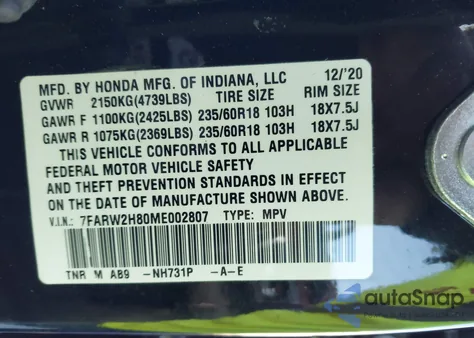 MFD. BY HONDA MFG. OF INDIANA, LLC 12/'20
GVWR 2150KG(4739LBS) TIRE SIZE RIM SIZE
GAWR F 1100KG(2425LBS) 235/60R18 103H 18X7.5J
GAWR R 1075KG(2369LBS) 235/60R18 103H 18X7.5J
THIS VEHICLE CONFORMS TO ALL APPLICABLE
FEDERAL MOTOR VEHICLE SAFETY
AND THEFT PREVENTION STANDARDS IN EFFECT
ON THE DATE OF MANUFACTURE SHOWN ABOVE.
V.I.N: 7FARW2H80ME002807 TYPE: MPV
TNR M A89 -NH731P -A-E
autoSnap